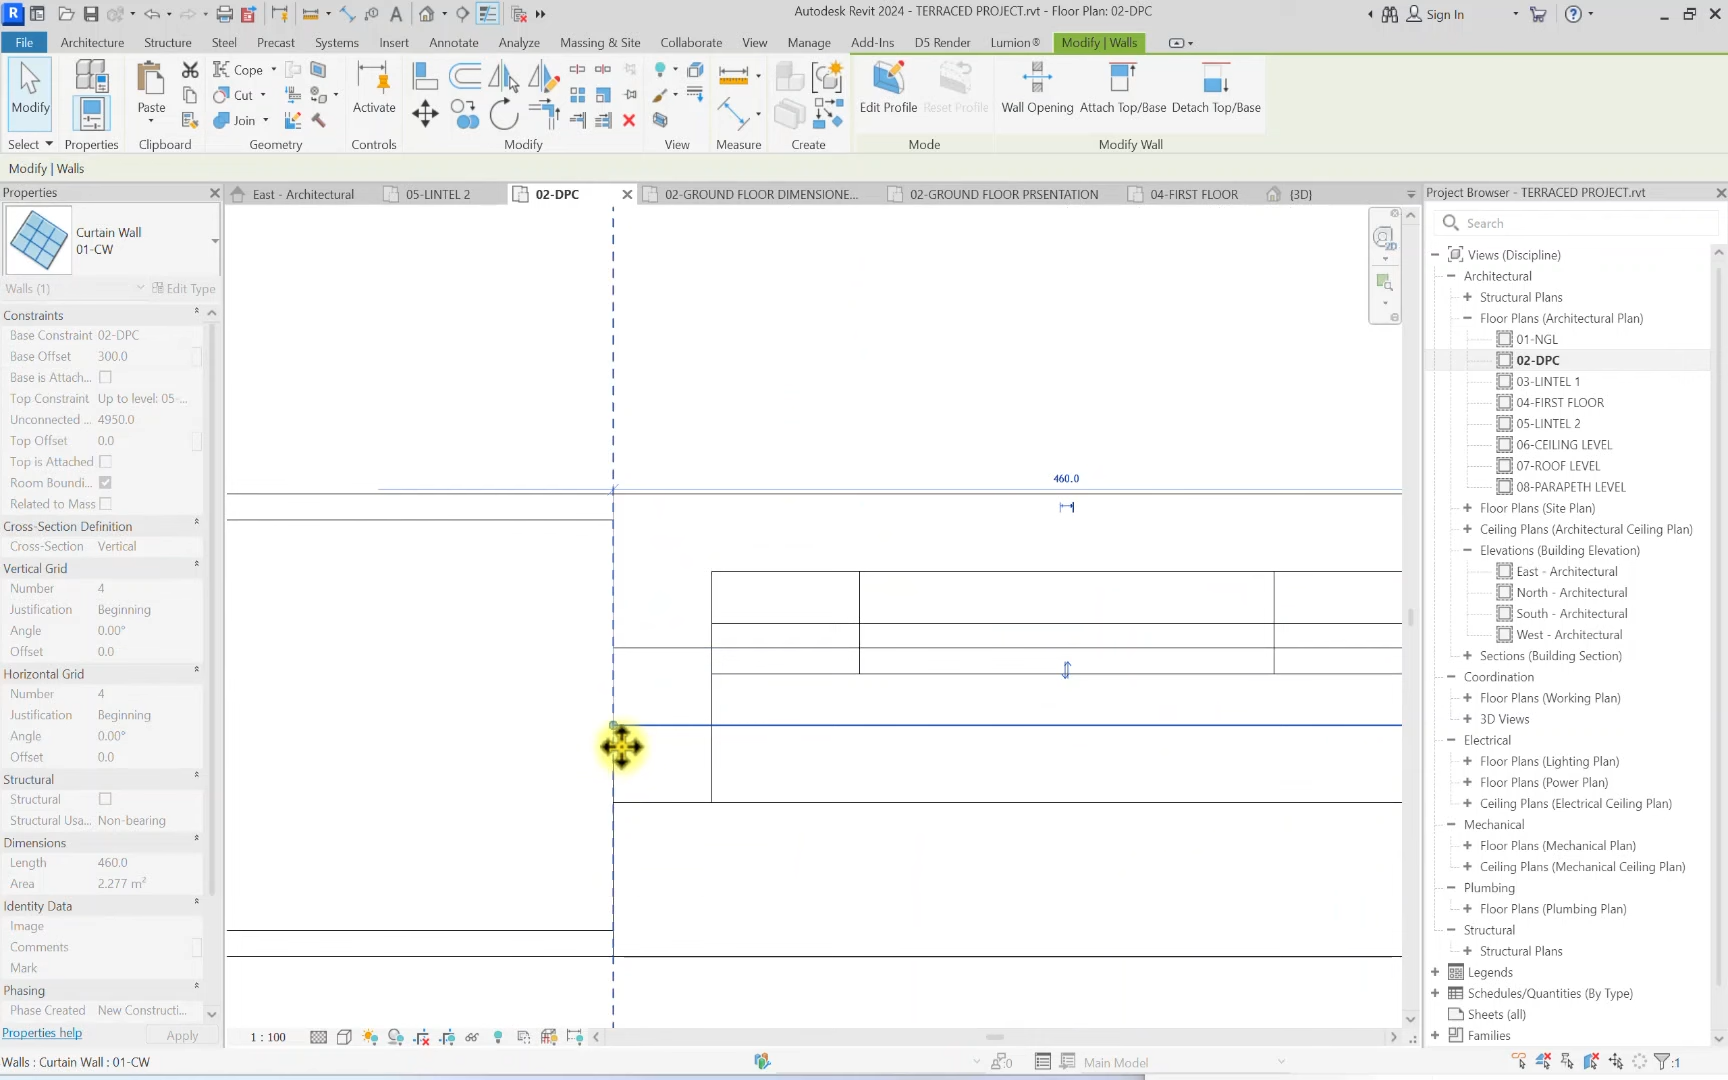 Autodesk Revit 2024 - TERRACED PROJECT.rvt - Floor Plan: 02-DPC
Sign In
File Architecture Structure Steel Precast Systems Insert Annotate Analyze Massing & Site Collaborate View Manage Add-Ins D5 Render Lumion® Modify | Walls
Modify
Paste
Cope
Cut
Join
Activate
Edit Profile
Reset Profile
Wall Opening
Attach Top/Base
Detach Top/Base
Select
Properties
Clipboard
Geometry
Controls
Modify
View
Measure
Create
Mode
Modify Wall
Modify | Walls
Properties
East - Architectural
05-LINTEL 2
02-DPC
02-GROUND FLOOR DIMENSIONE...
02-GROUND FLOOR PRSENTATION
04-FIRST FLOOR
{3D}
Project Browser - TERRACED PROJECT.rvt
Curtain Wall
01-CW
Walls (1)
Edit Type
Constraints
Base Constraint 02-DPC
Base Offset 300.0
Base is Attach...
Top Constraint Up to level: 05-...
Unconnected ... 4950.0
Top Offset 0.0
Top is Attached
Room Boundi...
Related to Mass
Cross-Section Definition
Cross-Section Vertical
Vertical Grid
Number 4
Justification Beginning
Angle 0.00°
Offset 0.0
Horizontal Grid
Number 4
Justification Beginning
Angle 0.00°
Offset 0.0
Structural
Structural
Structural Usa... Non-bearing
Dimensions
Length 460.0
Area 2.277 m²
Identity Data
Image
Comments
Mark
Phasing
Phase Created New Constructi...
Properties help
Apply
460.0
Search
Views (Discipline)
Architectural
Structural Plans
Floor Plans (Architectural Plan)
01-NGL
02-DPC
03-LINTEL 1
04-FIRST FLOOR
05-LINTEL 2
06-CEILING LEVEL
07-ROOF LEVEL
08-PARAPETH LEVEL
Floor Plans (Site Plan)
Ceiling Plans (Architectural Ceiling Plan)
Elevations (Building Elevation)
East - Architectural
North - Architectural
South - Architectural
West - Architectural
Sections (Building Section)
Coordination
Floor Plans (Working Plan)
3D Views
Electrical
Floor Plans (Lighting Plan)
Floor Plans (Power Plan)
Ceiling Plans (Electrical Ceiling Plan)
Mechanical
Floor Plans (Mechanical Plan)
Ceiling Plans (Mechanical Ceiling Plan)
Plumbing
Floor Plans (Plumbing Plan)
Structural
Structural Plans
Legends
Schedules/Quantities (By Type)
Sheets (all)
Families
1 : 100
Walls : Curtain Wall : 01-CW
:0
Main Model
:1